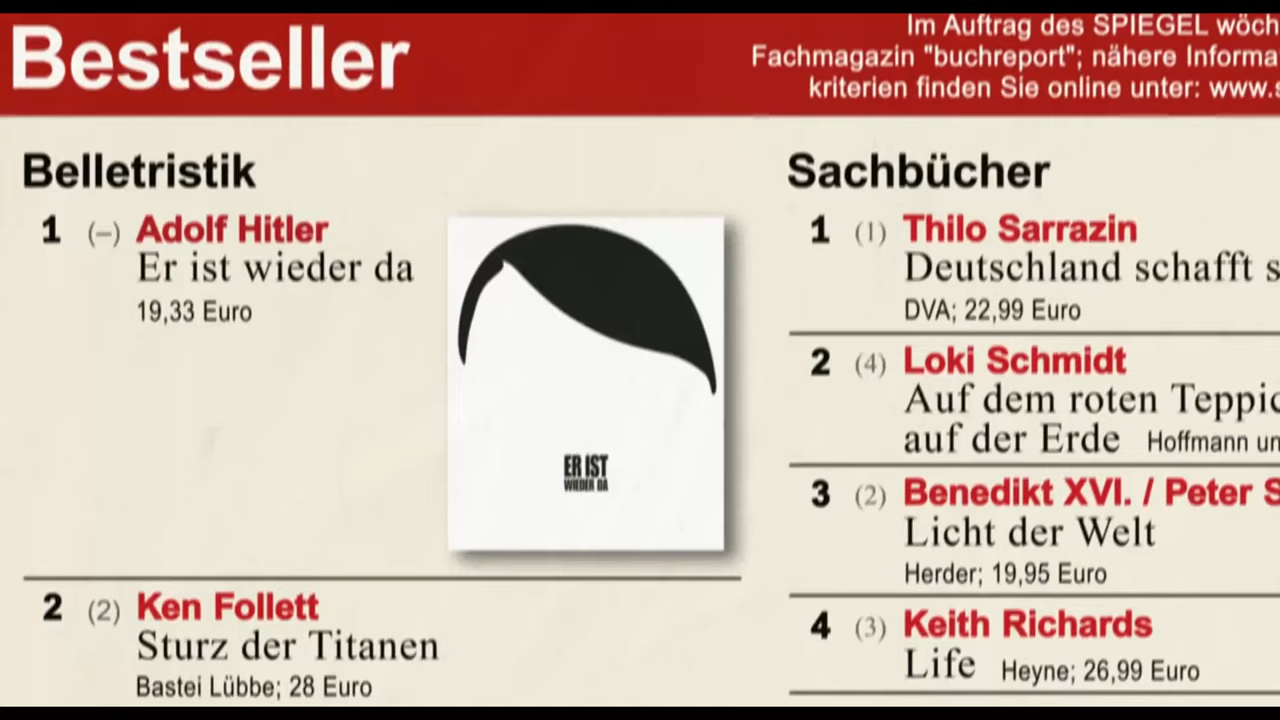 Bestseller
Im Auftrag des SPIEGEL wöch
Fachmagazin "buchreport"; nähere Informa
kriterien finden Sie online unter: www.s
Belletristik
1 (–) Adolf Hitler
Er ist wieder da
19,33 Euro
ER IST
WIEDER DA
2 (2) Ken Follett
Sturz der Titanen
Bastei Lübbe; 28 Euro
Sachbücher
1 (1) Thilo Sarrazin
Deutschland schafft s
DVA; 22,99 Euro
2 (4) Loki Schmidt
Auf dem roten Teppic
auf der Erde Hoffmann un
3 (2) Benedikt XVI. / Peter S
Licht der Welt
Herder; 19,95 Euro
4 (3) Keith Richards
Life Heyne; 26,99 Euro